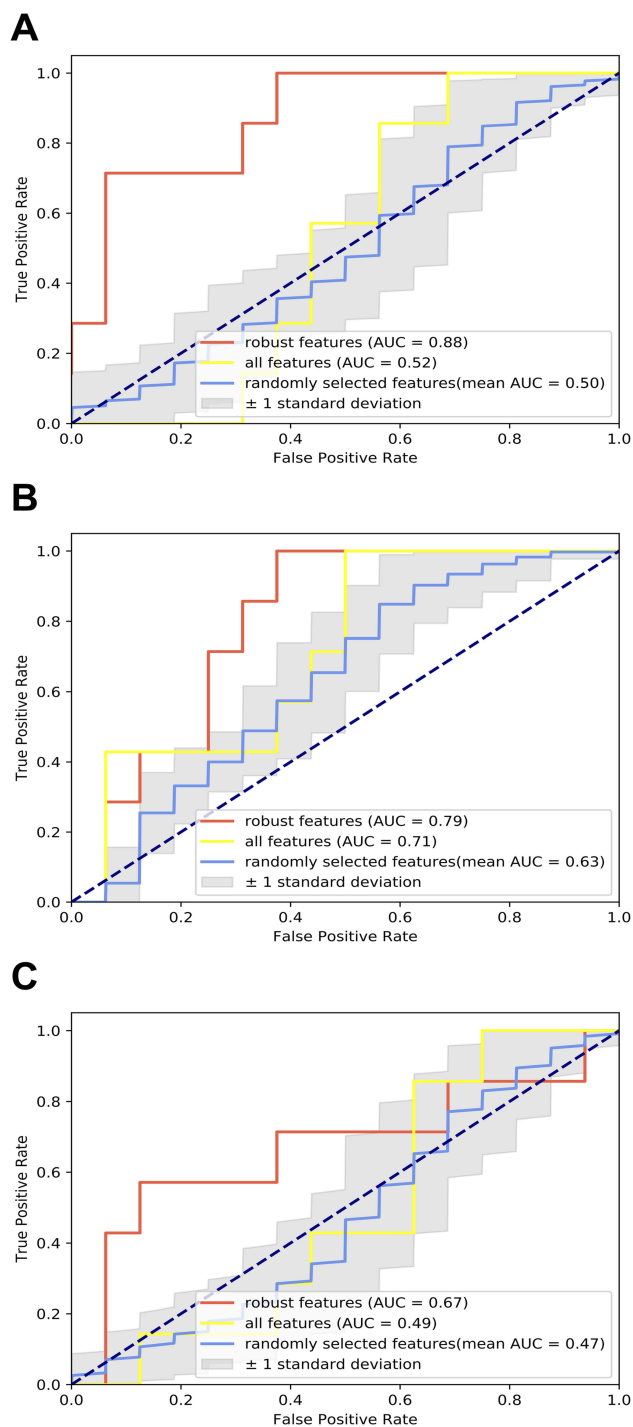 A
1.0
0.8
0.6
0.4
0.2
0.0
True Positive Rate
robust features (AUC = 0.88)
all features (AUC = 0.52)
randomly selected features(mean AUC = 0.50)
± 1 standard deviation
0.0 0.2 0.4 0.6 0.8 1.0
False Positive Rate
B
1.0
0.8
0.6
0.4
0.2
0.0
True Positive Rate
robust features (AUC = 0.79)
all features (AUC = 0.71)
randomly selected features(mean AUC = 0.63)
± 1 standard deviation
0.0 0.2 0.4 0.6 0.8 1.0
False Positive Rate
C
1.0
0.8
0.6
0.4
0.2
0.0
True Positive Rate
robust features (AUC = 0.67)
all features (AUC = 0.49)
randomly selected features(mean AUC = 0.47)
± 1 standard deviation
0.0 0.2 0.4 0.6 0.8 1.0
False Positive Rate